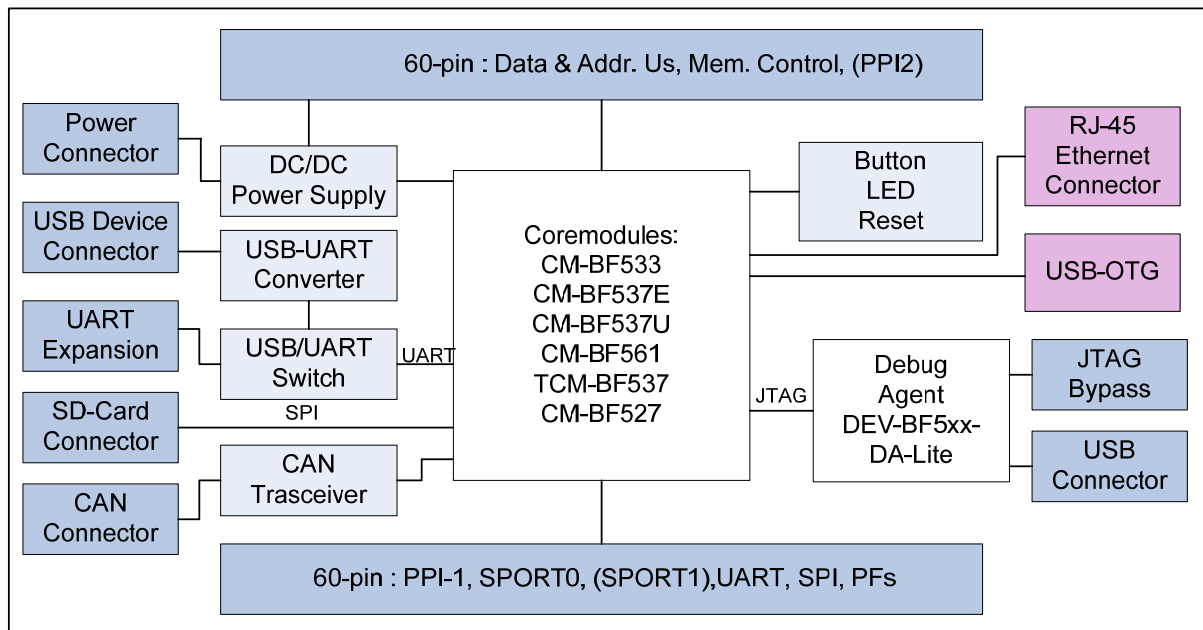 60-pin : Data & Addr. Us, Mem. Control, (PPI2)
Power
Connector
DC/DC
Power Supply
USB Device
Connector
USB-UART
Converter
UART
Expansion
USB/UART
Switch
UART
SD-Card
Connector
SPI
CAN
Trasceiver
CAN
Connector
Coremodules:
CM-BF533
CM-BF537E
CM-BF537U
CM-BF561
TCM-BF537
CM-BF527
Button
LED
Reset
RJ-45
Ethernet
Connector
USB-OTG
JTAG
Debug
Agent
DEV-BF5xx-
DA-Lite
JTAG
Bypass
USB
Connector
60-pin : PPI-1, SPORT0, (SPORT1),UART, SPI, PFs